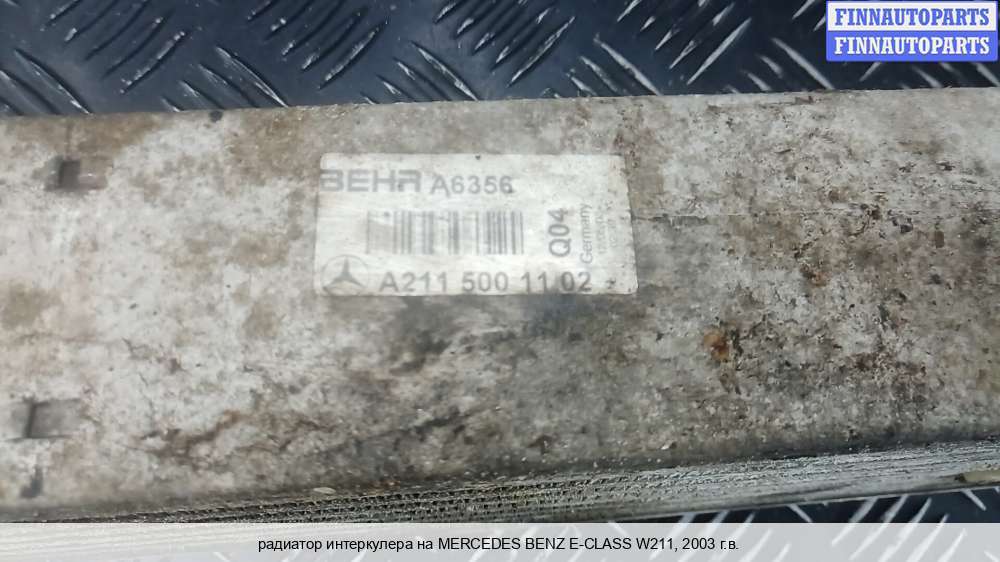 FINNAUTOPARTS
FINNAUTOPARTS
BEHR A6356
Q04
Germany
A211 500 11 02
радиатор интеркулера на MERCEDES BENZ E-CLASS W211, 2003 г.в.